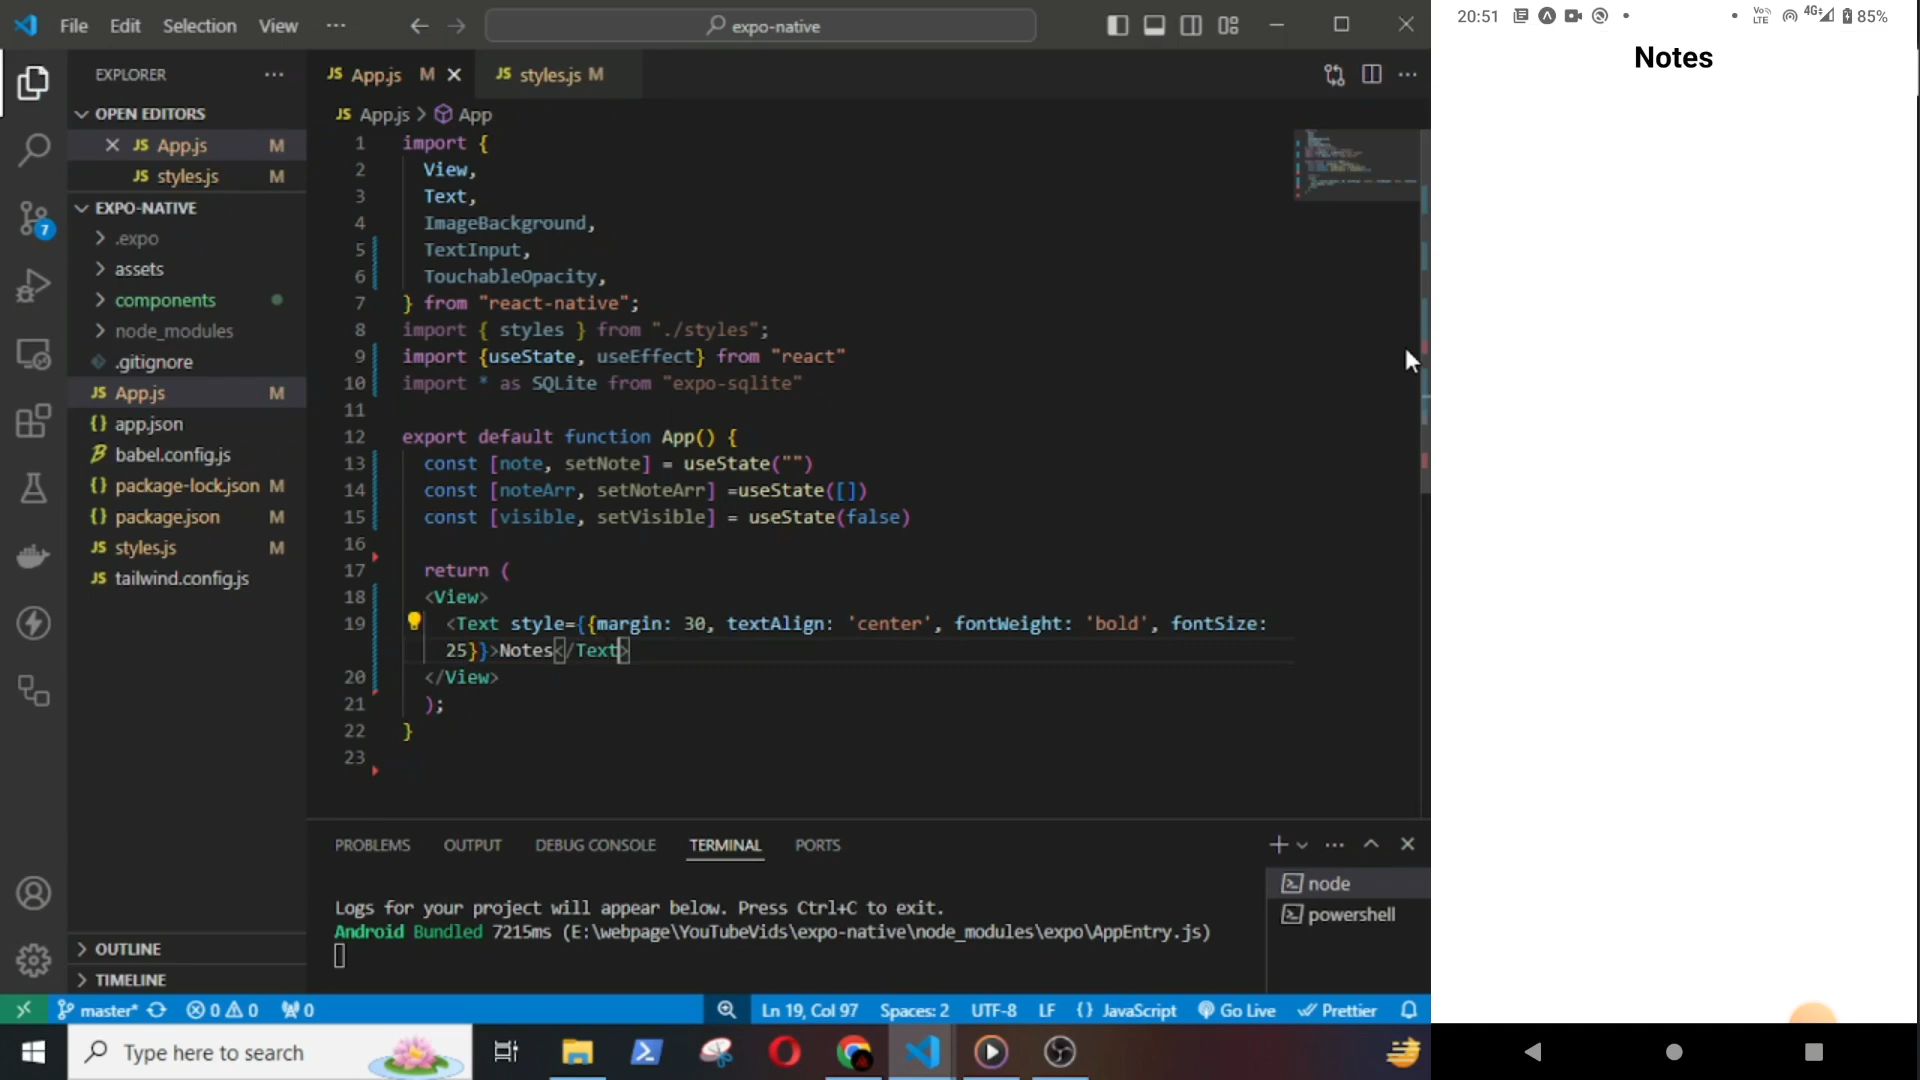 File Edit Selection View ···
expo-native
20:51
Vo))
LTE
4G
85%
Notes
EXPLORER
OPEN EDITORS
JS App.js M
JS styles.js M
EXPO-NATIVE
.expo
assets
components
node_modules
.gitignore
JS App.js M
{} app.json
babel.config.js
{} package-lock.json M
{} package.json M
JS styles.js M
JS tailwind.config.js
OUTLINE
TIMELINE
7
JS App.js M
JS styles.js M
JS App.js > App
1 import {
2 View,
3 Text,
4 ImageBackground,
5 TextInput,
6 TouchableOpacity,
7 } from "react-native";
8 import { styles } from "./styles";
9 import {useState, useEffect} from "react"
10 import * as SQLite from "expo-sqlite"
11
12 export default function App() {
13 const [note, setNote] = useState("")
14 const [noteArr, setNoteArr] =useState([])
15 const [visible, setVisible] = useState(false)
16
17 return (
18 <View>
19 <Text style={{margin: 30, textAlign: 'center', fontWeight: 'bold', fontSize:
25}}>Notes</Text>
20 </View>
21 );
22 }
23
PROBLEMS OUTPUT DEBUG CONSOLE TERMINAL PORTS
Logs for your project will appear below. Press Ctrl+C to exit.
Android Bundled 7215ms (E:\webpage\YouTubeVids\expo-native\node_modules\expo\AppEntry.js)
node
powershell
master* 0 0 0
Ln 19, Col 97 Spaces: 2 UTF-8 LF {} JavaScript Go Live Prettier
Type here to search